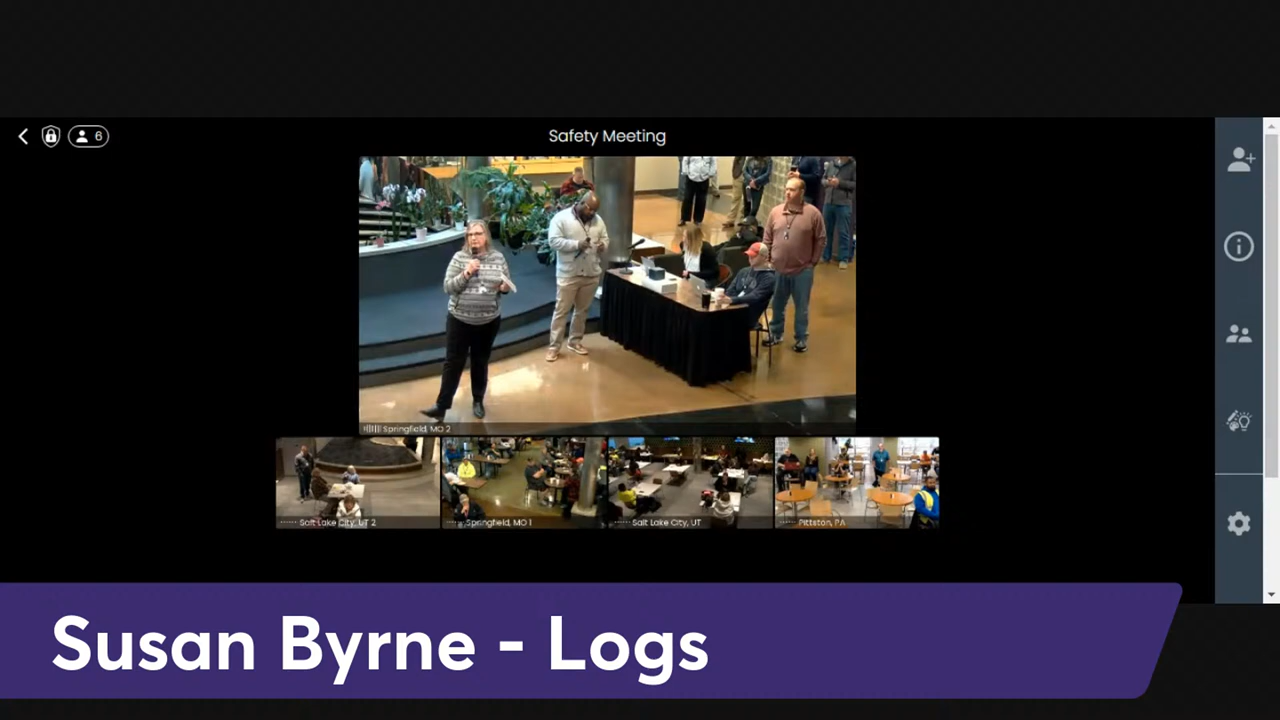 6
Safety Meeting
Springfield, MO 2
Salt Lake City, UT 2
Springfield, MO 1
Salt Lake City, UT
Pittston, PA
Susan Byrne - Logs